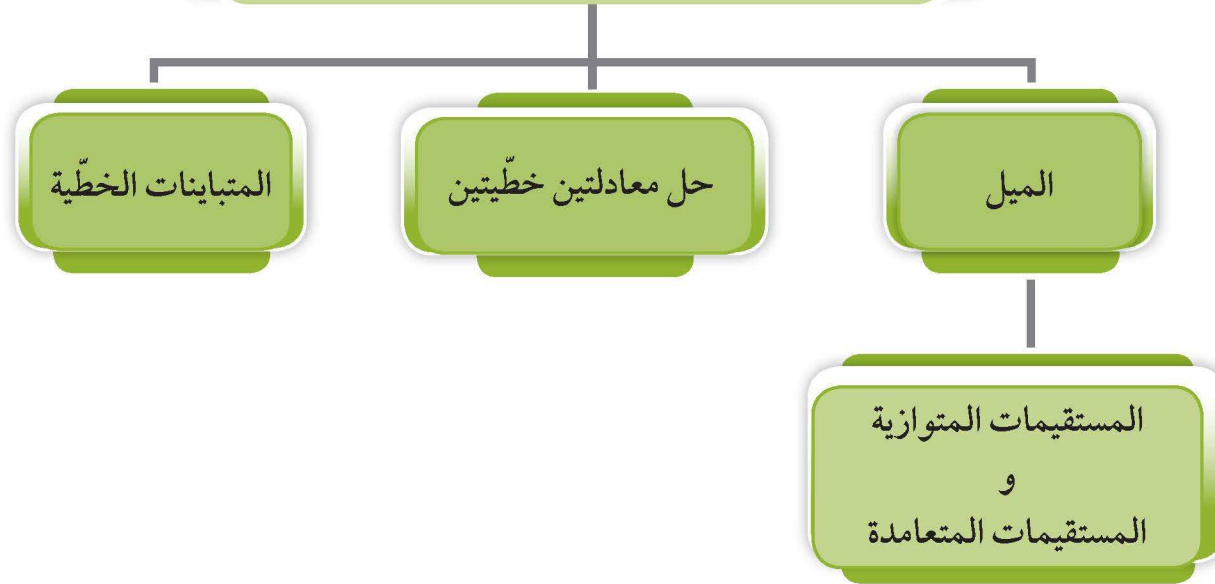 الميل
حل معادلتين خطّيتين
المتباينات الخطّية
المستقيمات المتوازية
و
المستقيمات المتعامدة